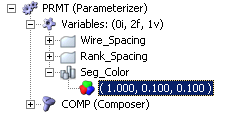 PRMT (Parameterizer)
Variables: (0i, 2f, 1v)
Wire_Spacing
Rank_Spacing
Seg_Color
(1.000, 0.100, 0.100 )
COMP (Composer)